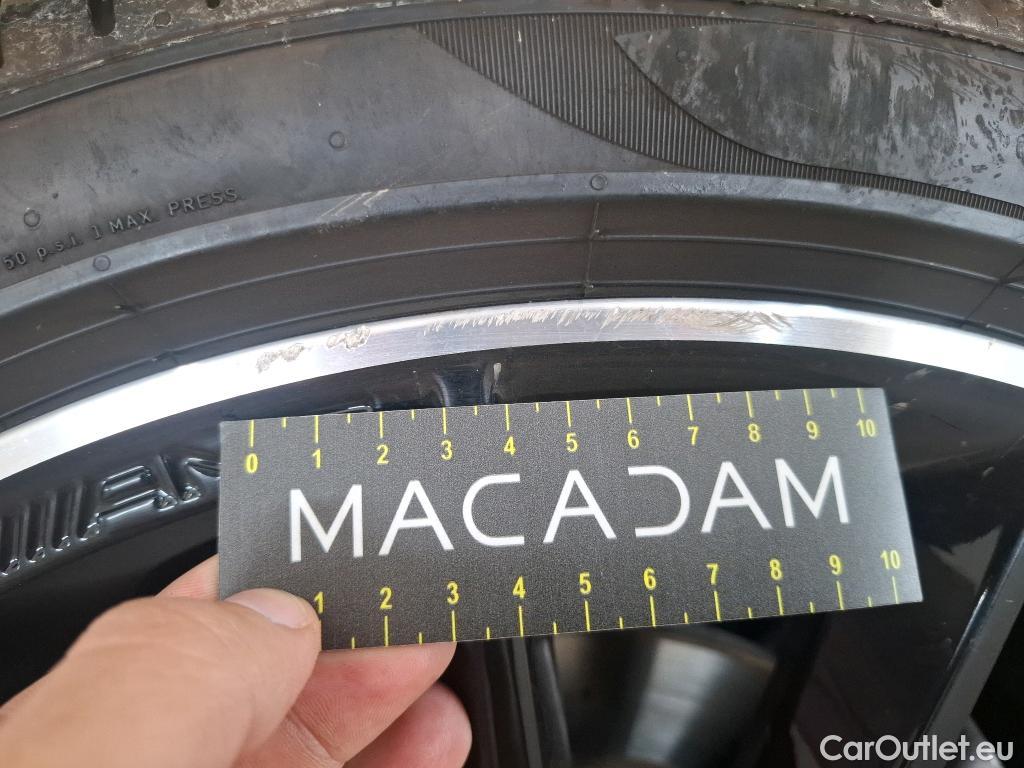 50 p.s.i. ) MAX. PRESS.
0 1 2 3 4 5 6 7 8 9 10
MACADAM
1 2 3 4 5 6 7 8 9 10
CarOutlet.eu